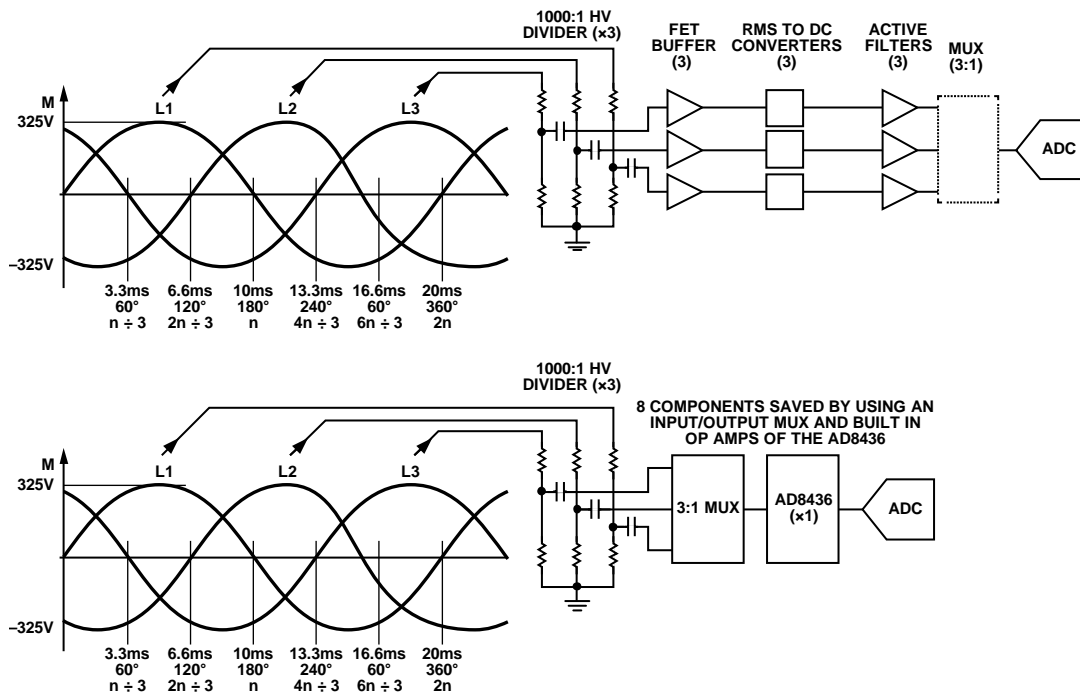 1000:1 HV
DIVIDER (×3)
FET
BUFFER
(3)
RMS TO DC
CONVERTERS
(3)
ACTIVE
FILTERS
(3)
MUX
(3:1)
M
L1
L2
L3
325V
ADC
–325V
3.3ms
60°
n ÷ 3
6.6ms
120°
2n ÷ 3
10ms
180°
n
13.3ms
240°
4n ÷ 3
16.6ms
60°
6n ÷ 3
20ms
360°
2n
1000:1 HV
DIVIDER (×3)
8 COMPONENTS SAVED BY USING AN
INPUT/OUTPUT MUX AND BUILT IN
OP AMPS OF THE AD8436
M
L1
L2
L3
325V
3:1 MUX
AD8436
(×1)
ADC
–325V
3.3ms
60°
n ÷ 3
6.6ms
120°
2n ÷ 3
10ms
180°
n
13.3ms
240°
4n ÷ 3
16.6ms
60°
6n ÷ 3
20ms
360°
2n